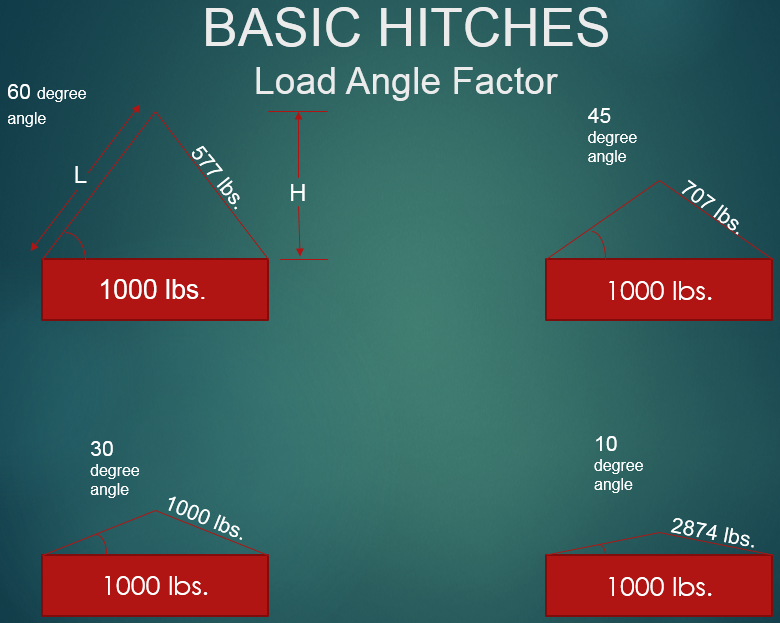 BASIC HITCHES
Load Angle Factor
60 degree
angle
L
577 lbs.
H
1000 lbs.
45
degree
angle
707 lbs.
1000 lbs.
30
degree
angle
1000 lbs.
1000 lbs.
10
degree
angle
2874 lbs.
1000 lbs.